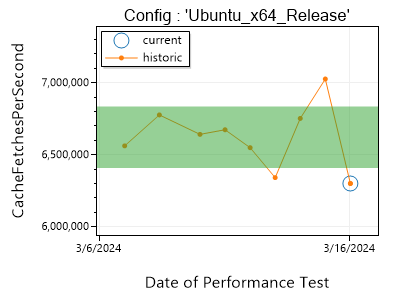 Config : 'Ubuntu_x64_Release'
current
historic
CacheFetchesPerSecond
7,000,000
6,500,000
6,000,000
3/6/2024
3/16/2024
Date of Performance Test